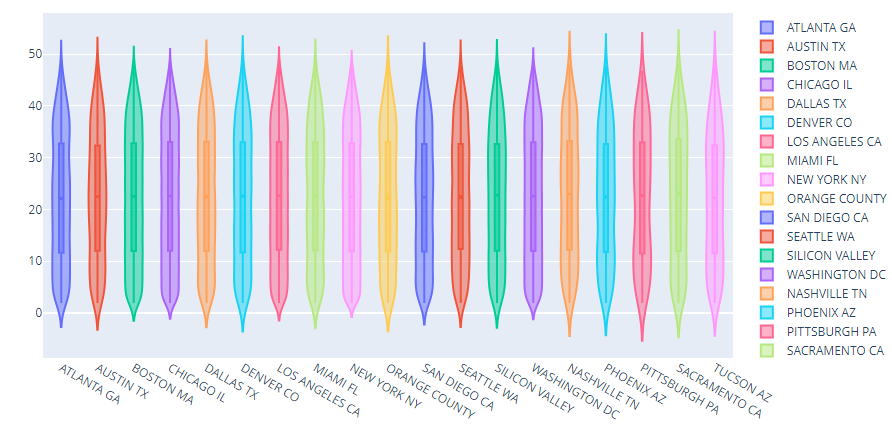 50
40
30
20
10
0
ATLANTA GA
AUSTIN TX
BOSTON MA
CHICAGO IL
DALLAS TX
DENVER CO
LOS ANGELES CA
MIAMI FL
NEW YORK NY
ORANGE COUNTY
SAN DIEGO CA
SEATTLE WA
SILICON VALLEY
WASHINGTON DC
NASHVILLE TN
PHOENIX AZ
PITTSBURGH PA
SACRAMENTO CA
TUCSON AZ
ATLANTA GA
AUSTIN TX
BOSTON MA
CHICAGO IL
DALLAS TX
DENVER CO
LOS ANGELES CA
MIAMI FL
NEW YORK NY
ORANGE COUNTY
SAN DIEGO CA
SEATTLE WA
SILICON VALLEY
WASHINGTON DC
NASHVILLE TN
PHOENIX AZ
PITTSBURGH PA
SACRAMENTO CA